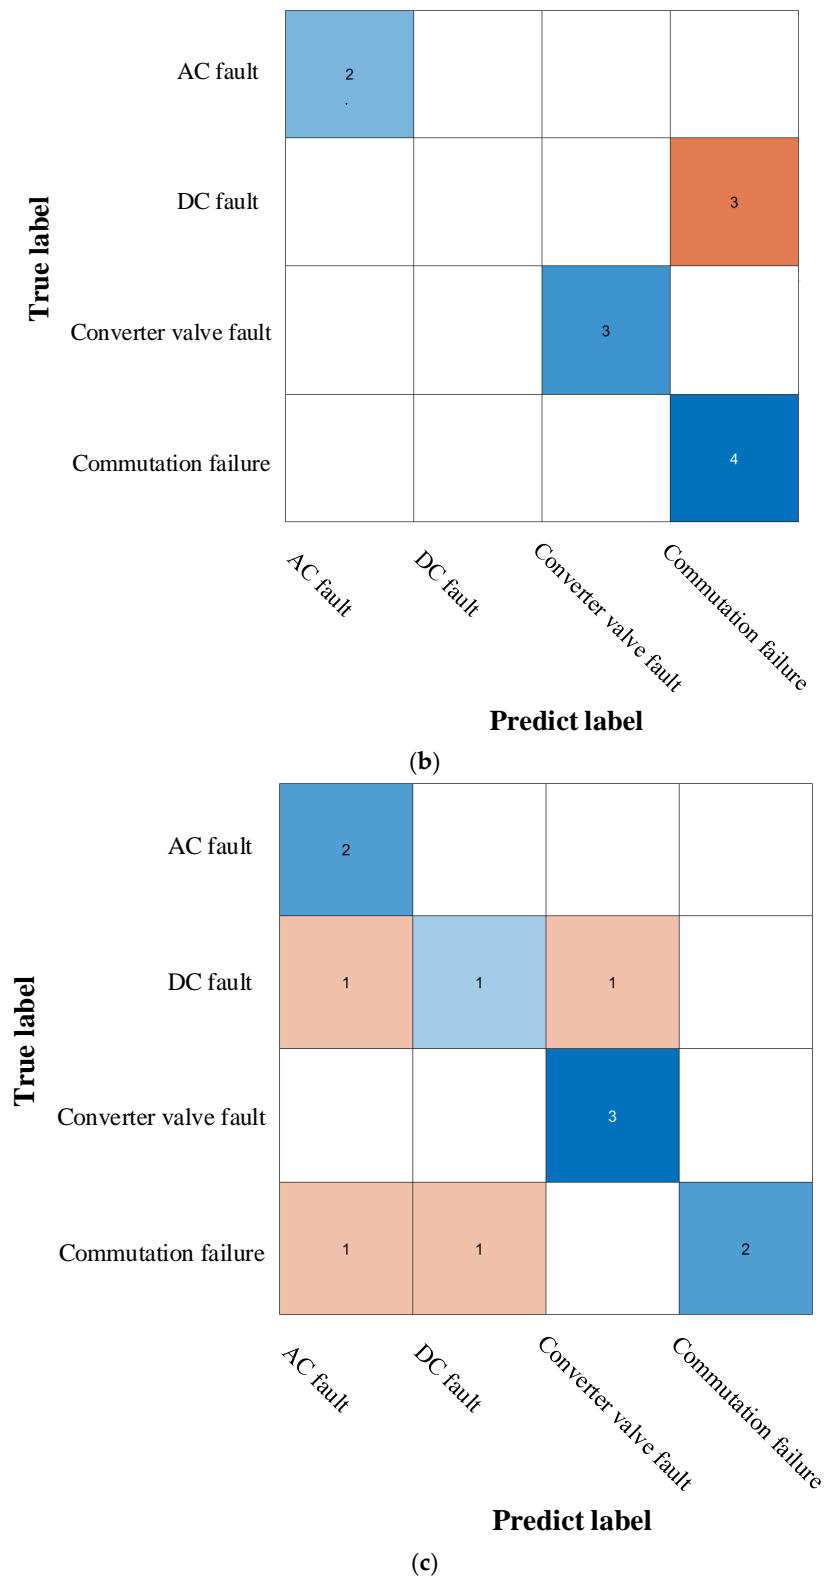 AC fault
2
DC fault
3
True label
Converter valve fault
3
Commutation failure
4
AC fault
DC fault
Converter valve fault
Commutation failure
Predict label
(b)
AC fault
2
DC fault
1 1 1
True label
Converter valve fault
3
Commutation failure
1 1 2
AC fault
DC fault
Converter valve fault
Commutation failure
Predict label
(c)